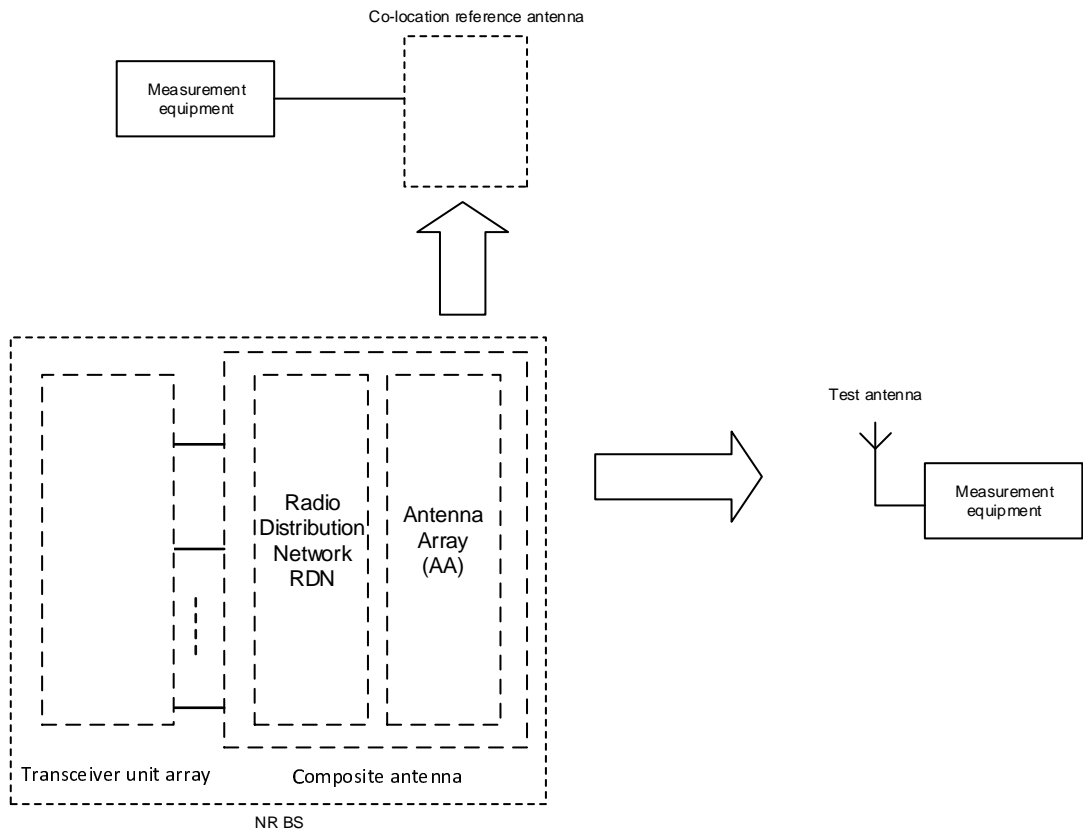 Co-location reference antenna
Measurement
equipment
Test antenna
Measurement
equipment
Radio
Distribution
Network
RDN
Antenna
Array
(AA)
Transceiver unit array
Composite antenna
NR BS